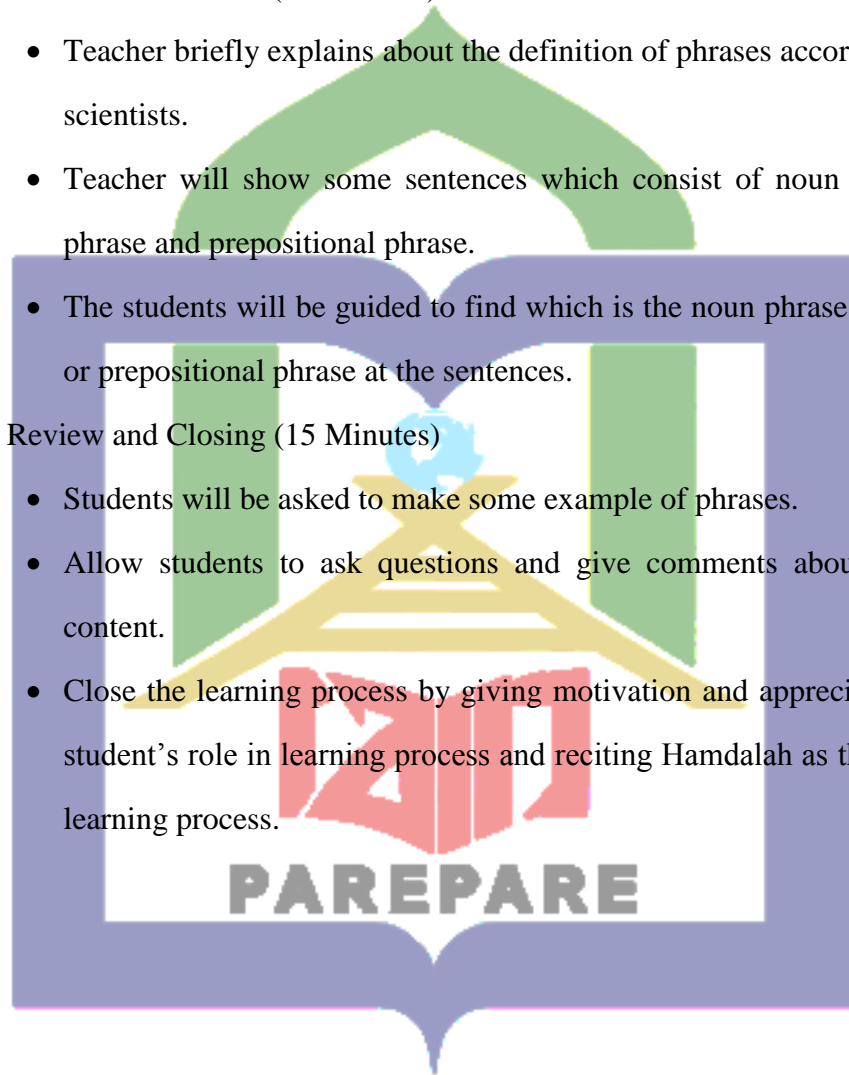 • Teacher briefly explains about the definition of phrases accor
scientists.
• Teacher will show some sentences which consist of noun
phrase and prepositional phrase.
• The students will be guided to find which is the noun phrase
or prepositional phrase at the sentences.
Review and Closing (15 Minutes)
• Students will be asked to make some example of phrases.
• Allow students to ask questions and give comments abou
content.
• Close the learning process by giving motivation and appreci
student’s role in learning process and reciting Hamdalah as t
learning process.
iain
PAREPARE